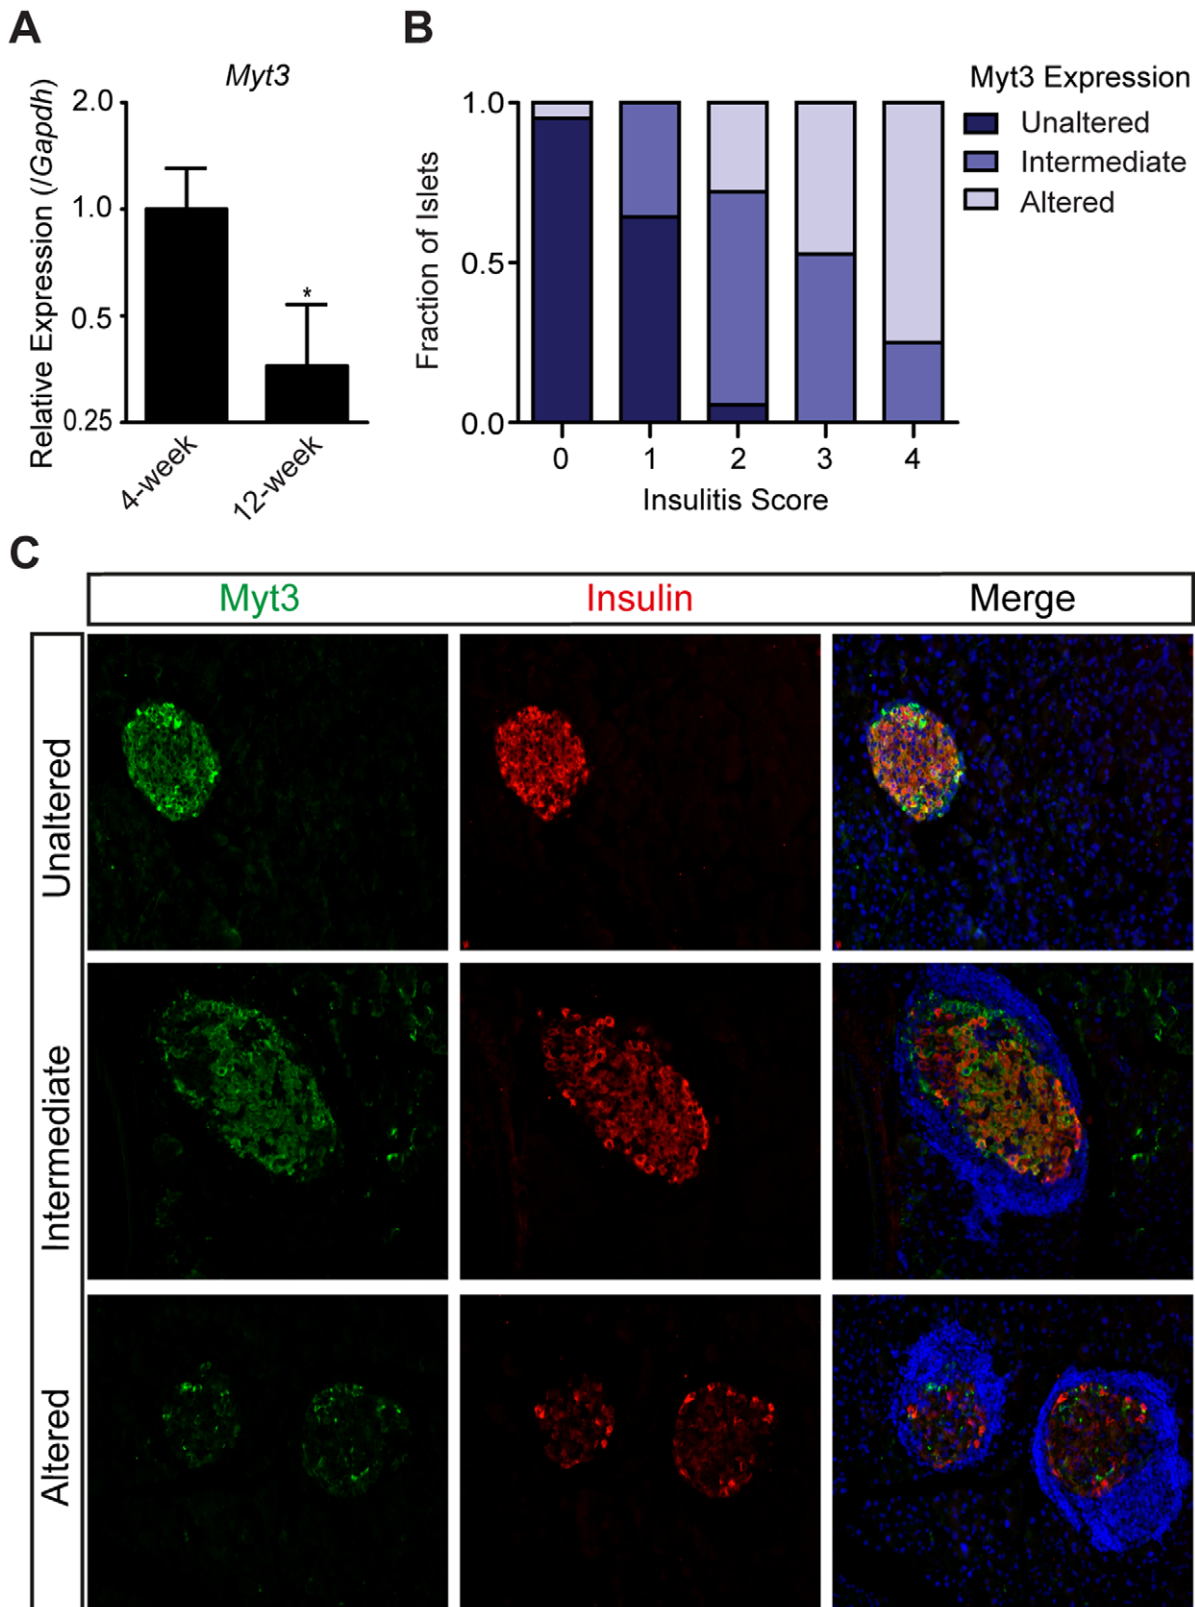 A
Myt3
Relative Expression (/Gapdh)
2.0
1.0
0.5
0.25
4-week
12-week
*
B
Fraction of Islets
1.0
0.5
0.0
0
1
2
3
4
Insulitis Score
Myt3 Expression
Unaltered
Intermediate
Altered
C
Myt3
Insulin
Merge
Unaltered
Intermediate
Altered